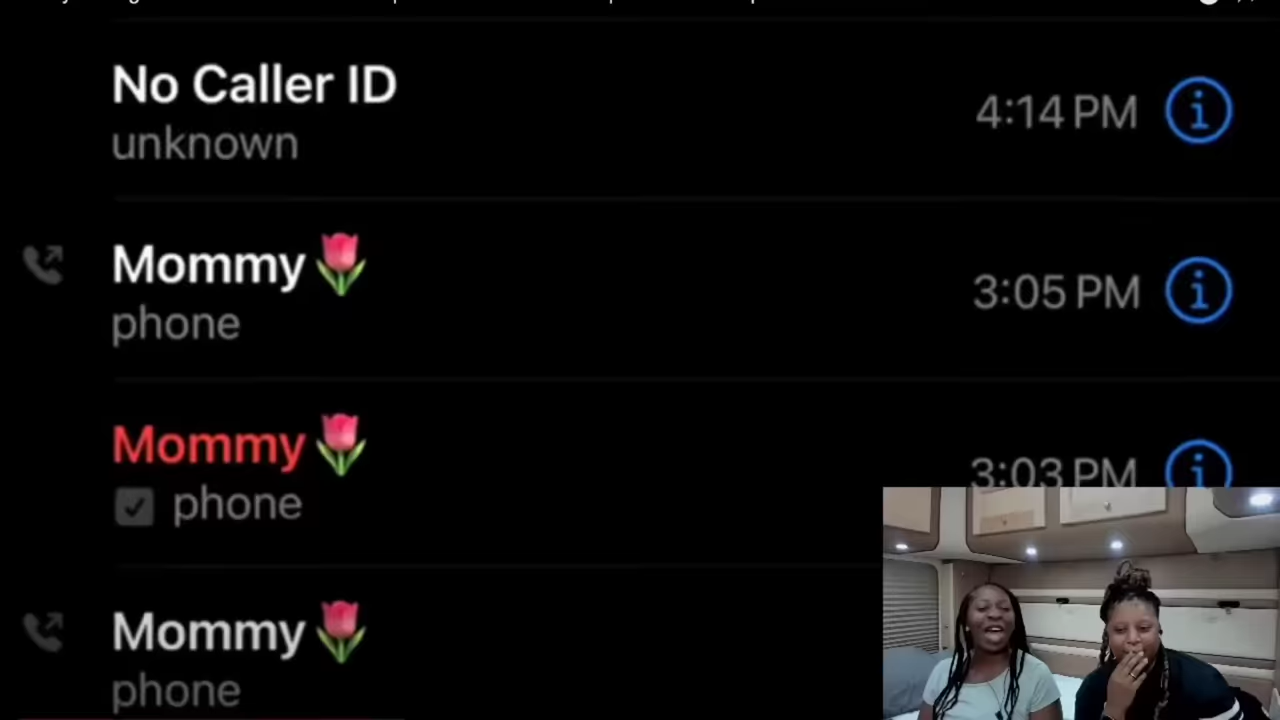 No Caller ID
unknown
4:14 PM
Mommy🌷
phone
3:05 PM
Mommy🌷
phone
3:03 PM
Mommy🌷
phone